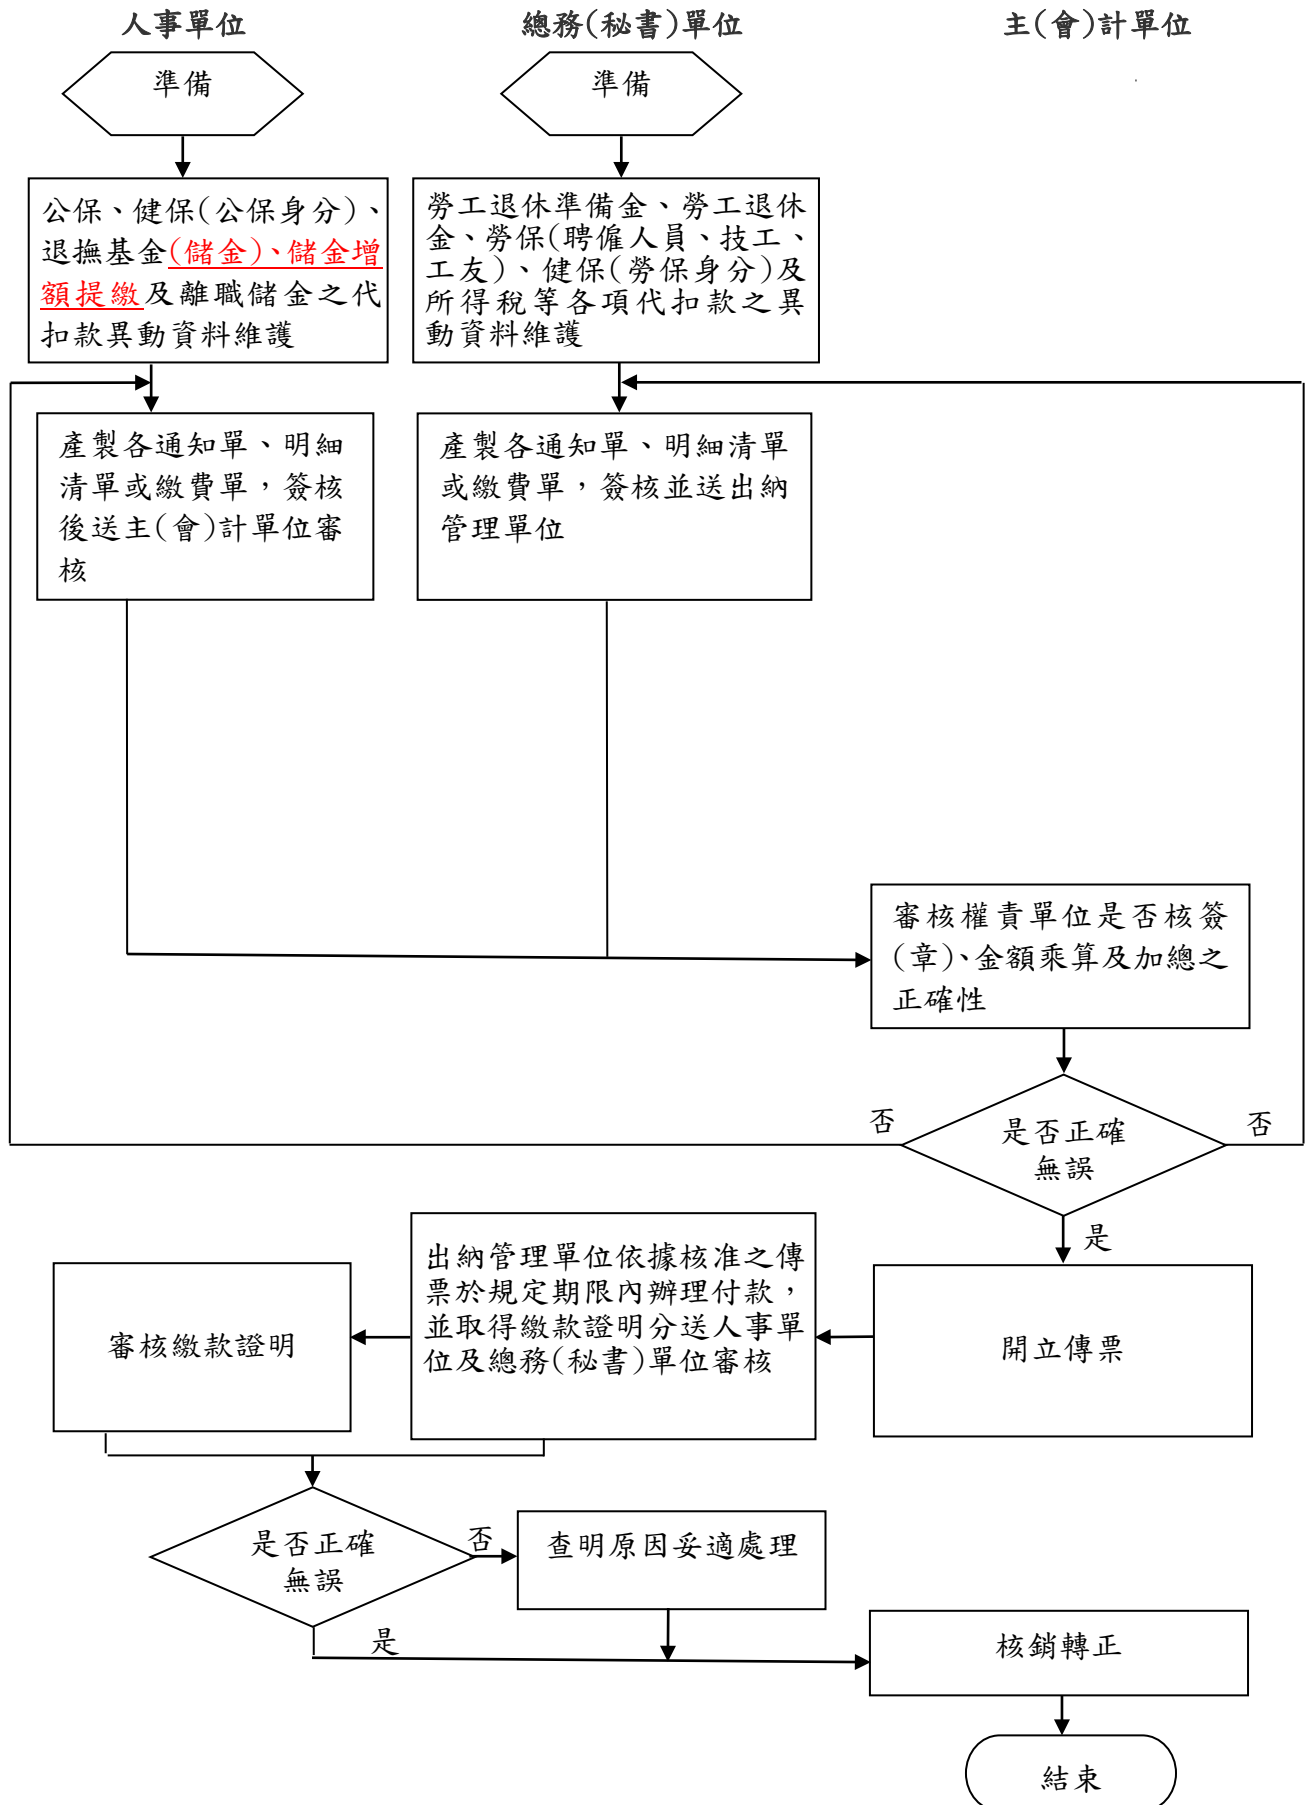 人事單位
總務(秘書)單位
主(會)計單位
準備
準備
公保、健保(公保身分)、
退撫基金(儲金)、儲金增
額提繳及離職儲金之代
扣款異動資料維護
勞工退休準備金、勞工退休
金、勞保(聘僱人員、技工、
工友)、健保(勞保身分)及
所得稅等各項代扣款之異
動資料維護
產製各通知單、明細
清單或繳費單，簽核
後送主(會)計單位審
核
產製各通知單、明細清單
或繳費單，簽核並送出納
管理單位
審核權責單位是否核簽
(章)、金額乘算及加總之
正確性
否
是否正確
無誤
否
是
出納管理單位依據核准之傳
票於規定期限內辦理付款，
並取得繳款證明分送人事單
位及總務(秘書)單位審核
審核繳款證明
開立傳票
是否正確
無誤
否
查明原因妥適處理
是
核銷轉正
結束